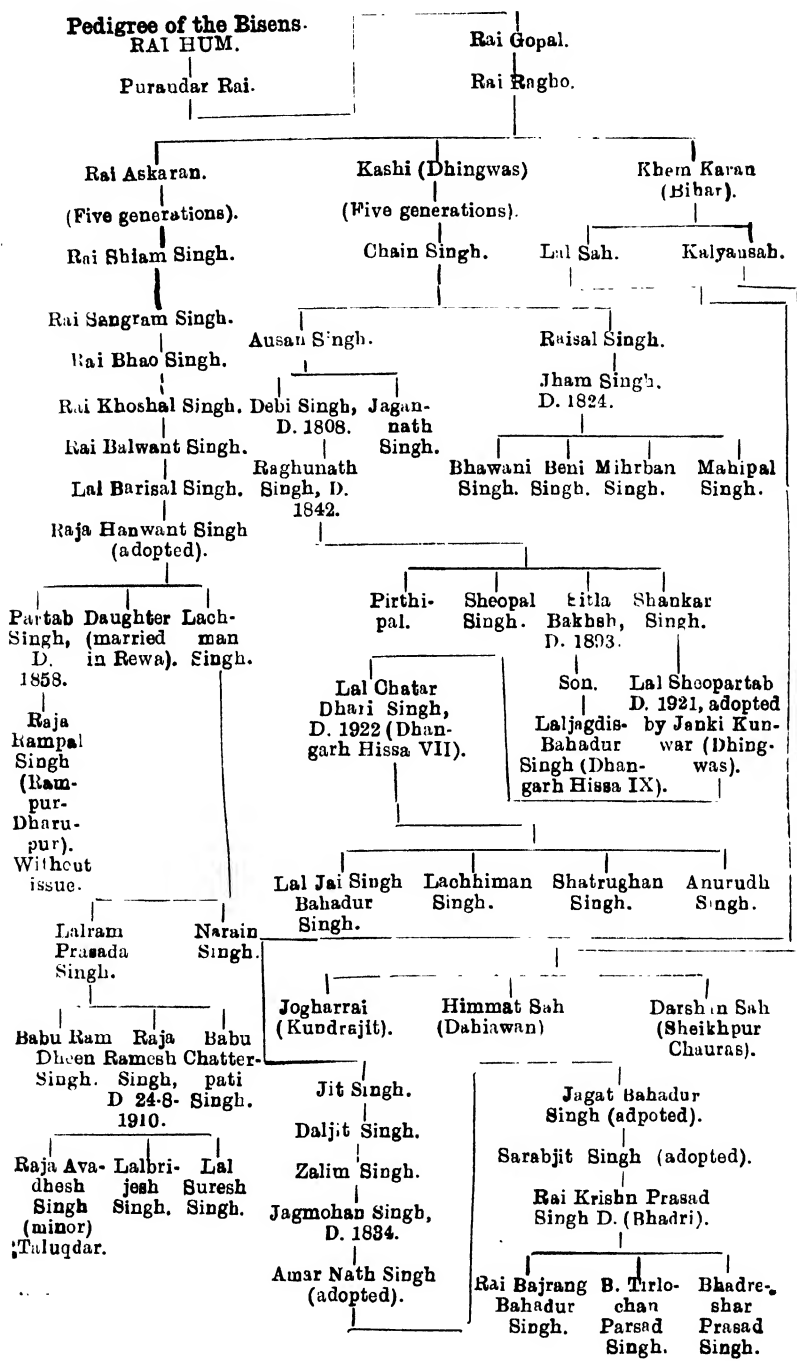 Pedigree of the Bisens.
RAI HUM.
Puraudar Rai.
Rai Gopal.
Rai Ragho.
Rai Askaran.
(Five generations).
Rai Shiam Singh.
Rai Sangram Singh.
Rai Bhao Singh.
Rai Khoshal Singh.
Rai Balwant Singh.
Lal Barisal Singh.
Raja Hanwant Singh
(adopted).
Kashi (Dhingwas)
(Five generations).
Chain Singh.
Khem Karan
(Bihar).
Lal Sah.
Kalyausah.
Ausan Singh.
Raisal Singh.
Debi Singh,
D. 1808.
Jagan-
nath
Singh.
Jham Singh.
D. 1824.
Raghunath
Singh, D.
1842.
Bhawani
Singh.
Beni
Singh.
Mihrban
Singh.
Mahipal
Singh.
Pirthi-
pal.
Sheopal
Singh.
Sitla
Bakhsh,
D. 1893.
Shankar
Singh.
Son.
Laljagdis-
Bahadur
Singh (Dhan-
garh Hissa IX).
Lal Sheopartab
D. 1921, adopted
by Janki Kun-
war (Dhing-
was).
Lal Chatar
Dhari Singh,
D. 1922 (Dhan-
garh Hissa VII).
Partab
Singh,
D.
1858.
Daughter
(married
in Rewa).
Lach-
man
Singh.
Raja
Rampal
Singh
(Ram-
pur-
Dharu-
pur).
Without
issue.
Lal Jai Singh
Bahadur
Singh.
Lachhiman
Singh.
Shatrughan
Singh.
Anurudh
Singh.
Lalram
Prasada
Singh.
Narain
Singh.
Babu Ram
Dheen
Singh.
Raja
Ramesh
Singh,
D 24-8-
1910.
Babu
Chatter-
pati
Singh.
Raja Ava-
dhesh
Singh
(minor)
Taluqdar.
Lalbri-
jesh
Singh.
Lal
Suresh
Singh.
Jogharrai
(Kundrajit).
Himmat Sah
(Dahiawan)
Darshan Sah
(Sheikhpur
Chauras).
Jit Singh.
Daljit Singh.
Zalim Singh.
Jagmohan Singh,
D. 1834.
Amar Nath Singh
(adopted).
Jagat Bahadur
Singh (adpoted).
Sarabjit Singh (adopted).
Rai Krishn Prasad
Singh D. (Bhadri).
Rai Bajrang
Bahadur
Singh.
B. Tirlo-
chan
Parsad
Singh.
Bhadre-
shar
Prasad
Singh.